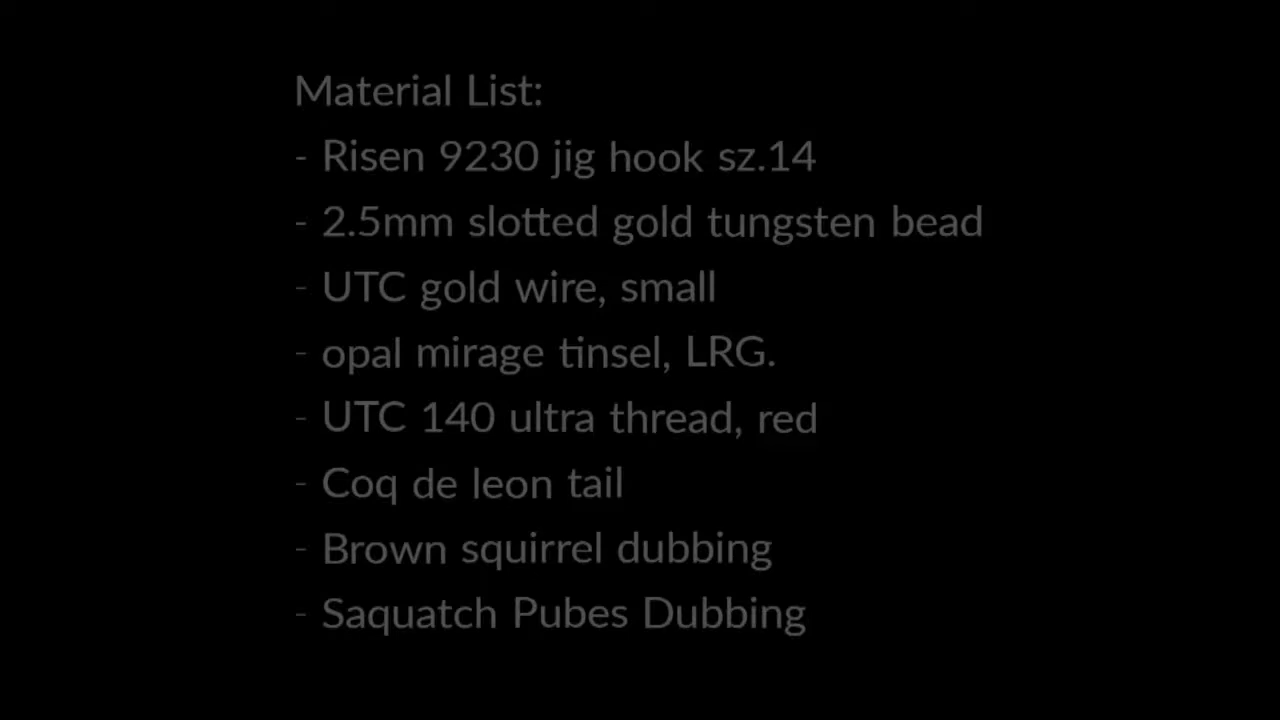 Material List:
- Risen 9230 jig hook sz.14
- 2.5mm slotted gold tungsten bead
- UTC gold wire, small
- opal mirage tinsel, LRG.
- UTC 140 ultra thread, red
- Coq de leon tail
- Brown squirrel dubbing
- Saquatch Pubes Dubbing